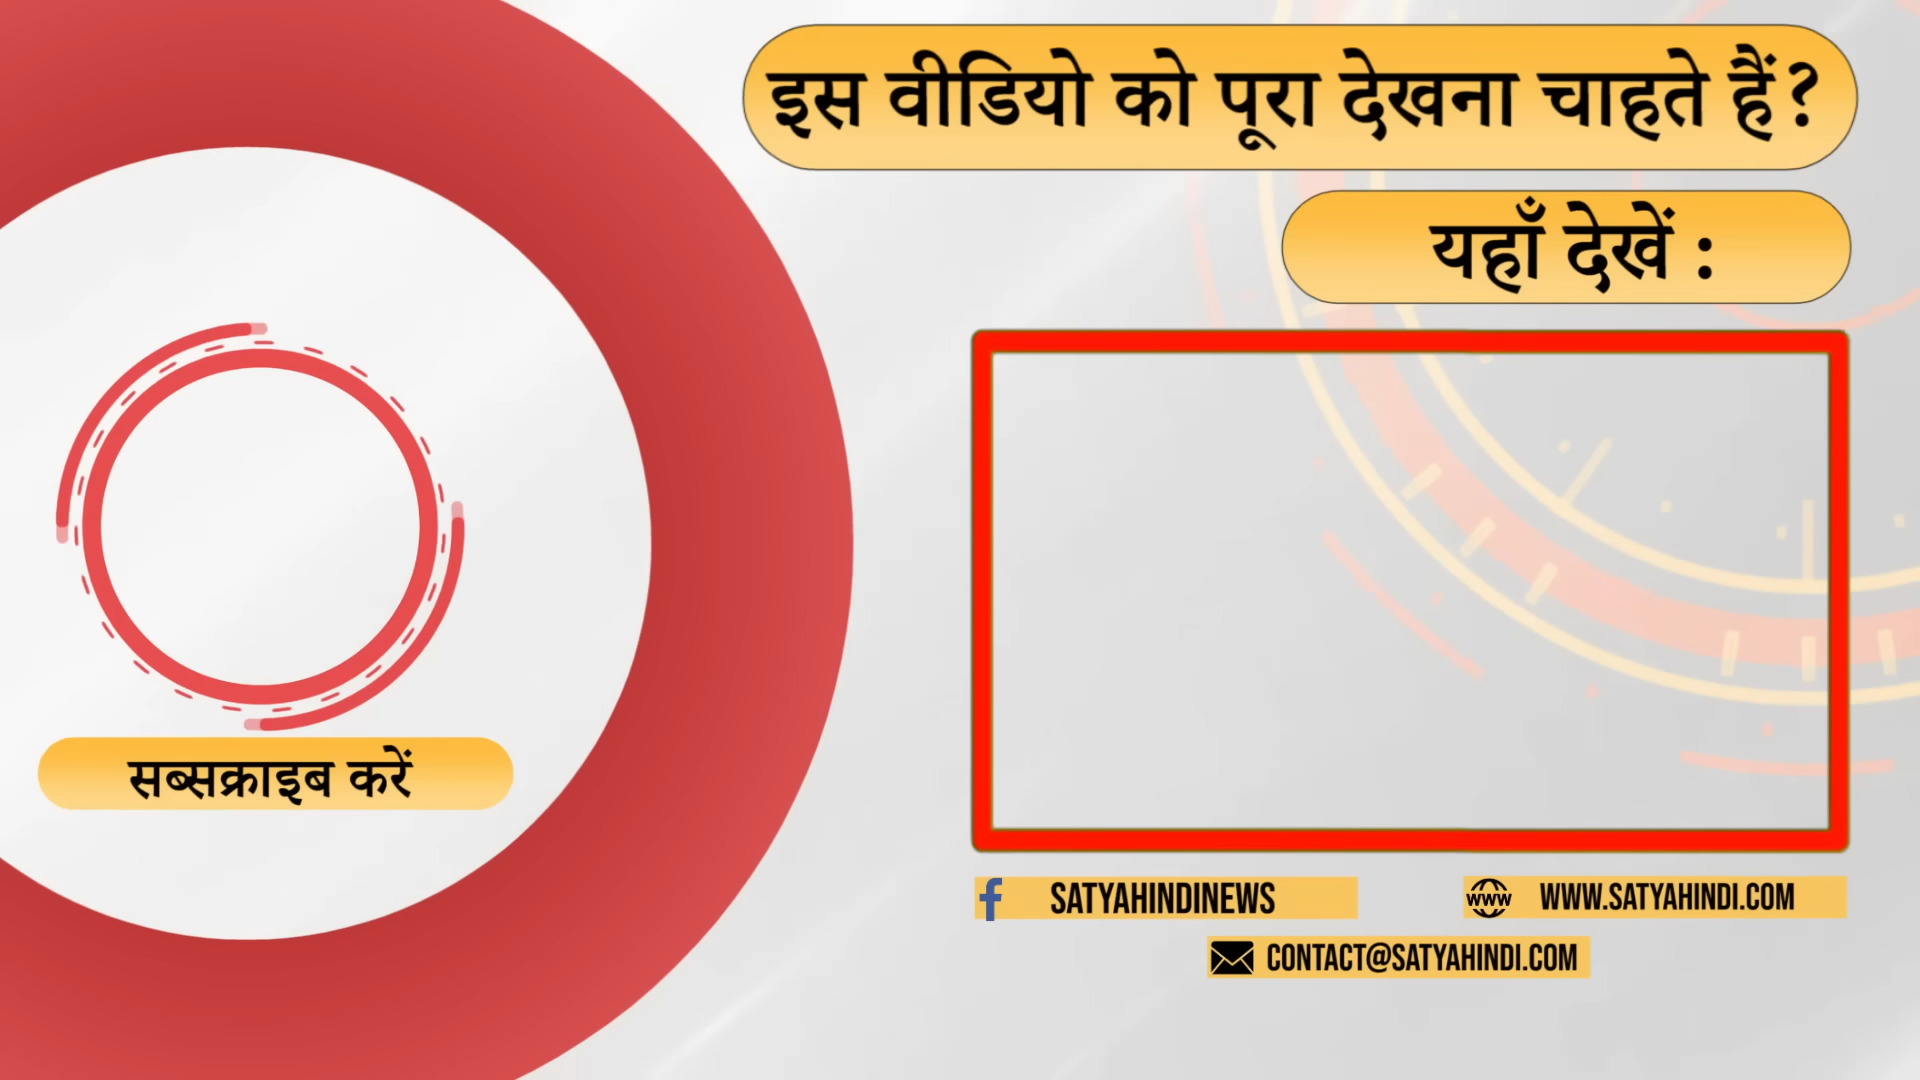 इस वीडियो को पूरा देखना चाहते हैं?
यहाँ देखें :
सब्सक्राइब करें
SATYAHINDINEWS
WWW WWW.SATYAHINDI.COM
CONTACT@SATYAHINDI.COM